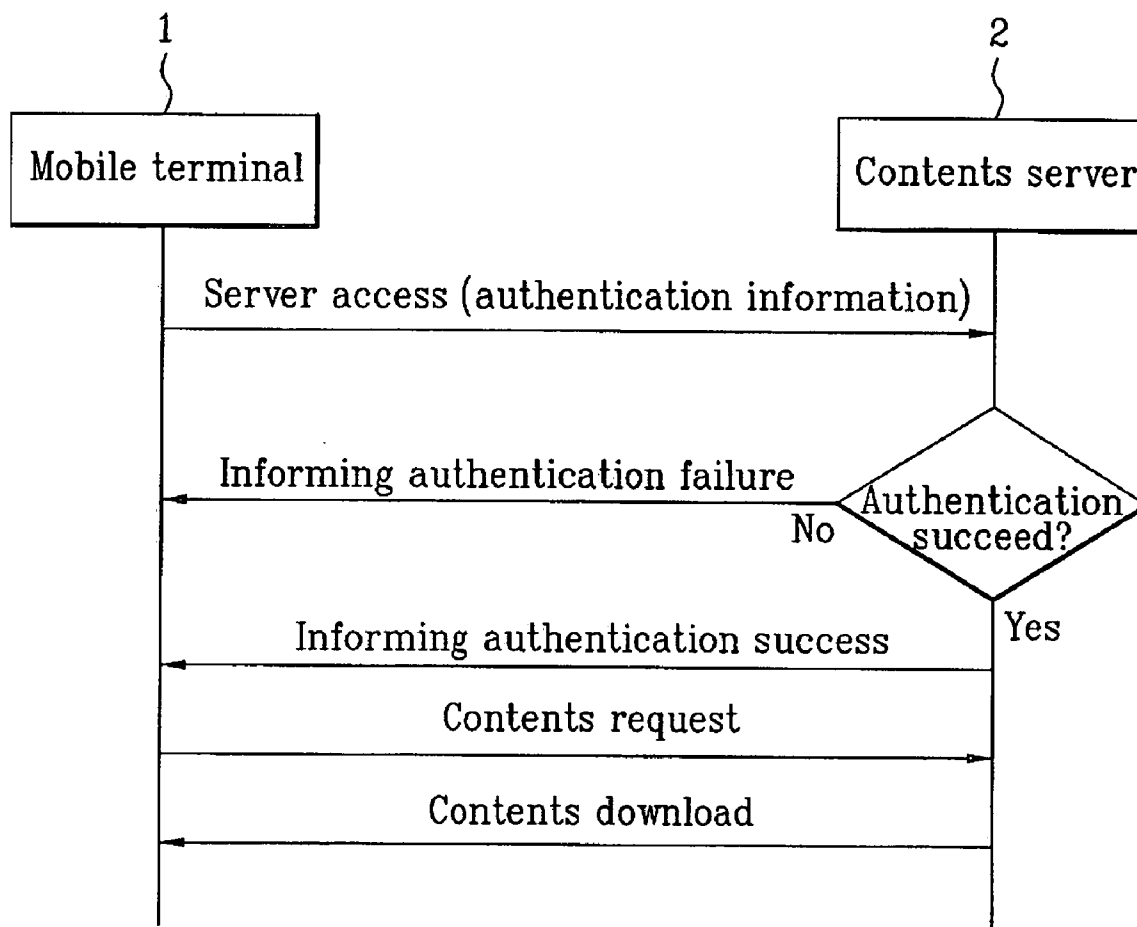 1
2
Mobile terminal
Contents server
Server access (authentication information)
Informing authentication failure
Authentication
succeed?
No
Yes
Informing authentication success
Contents request
Contents download